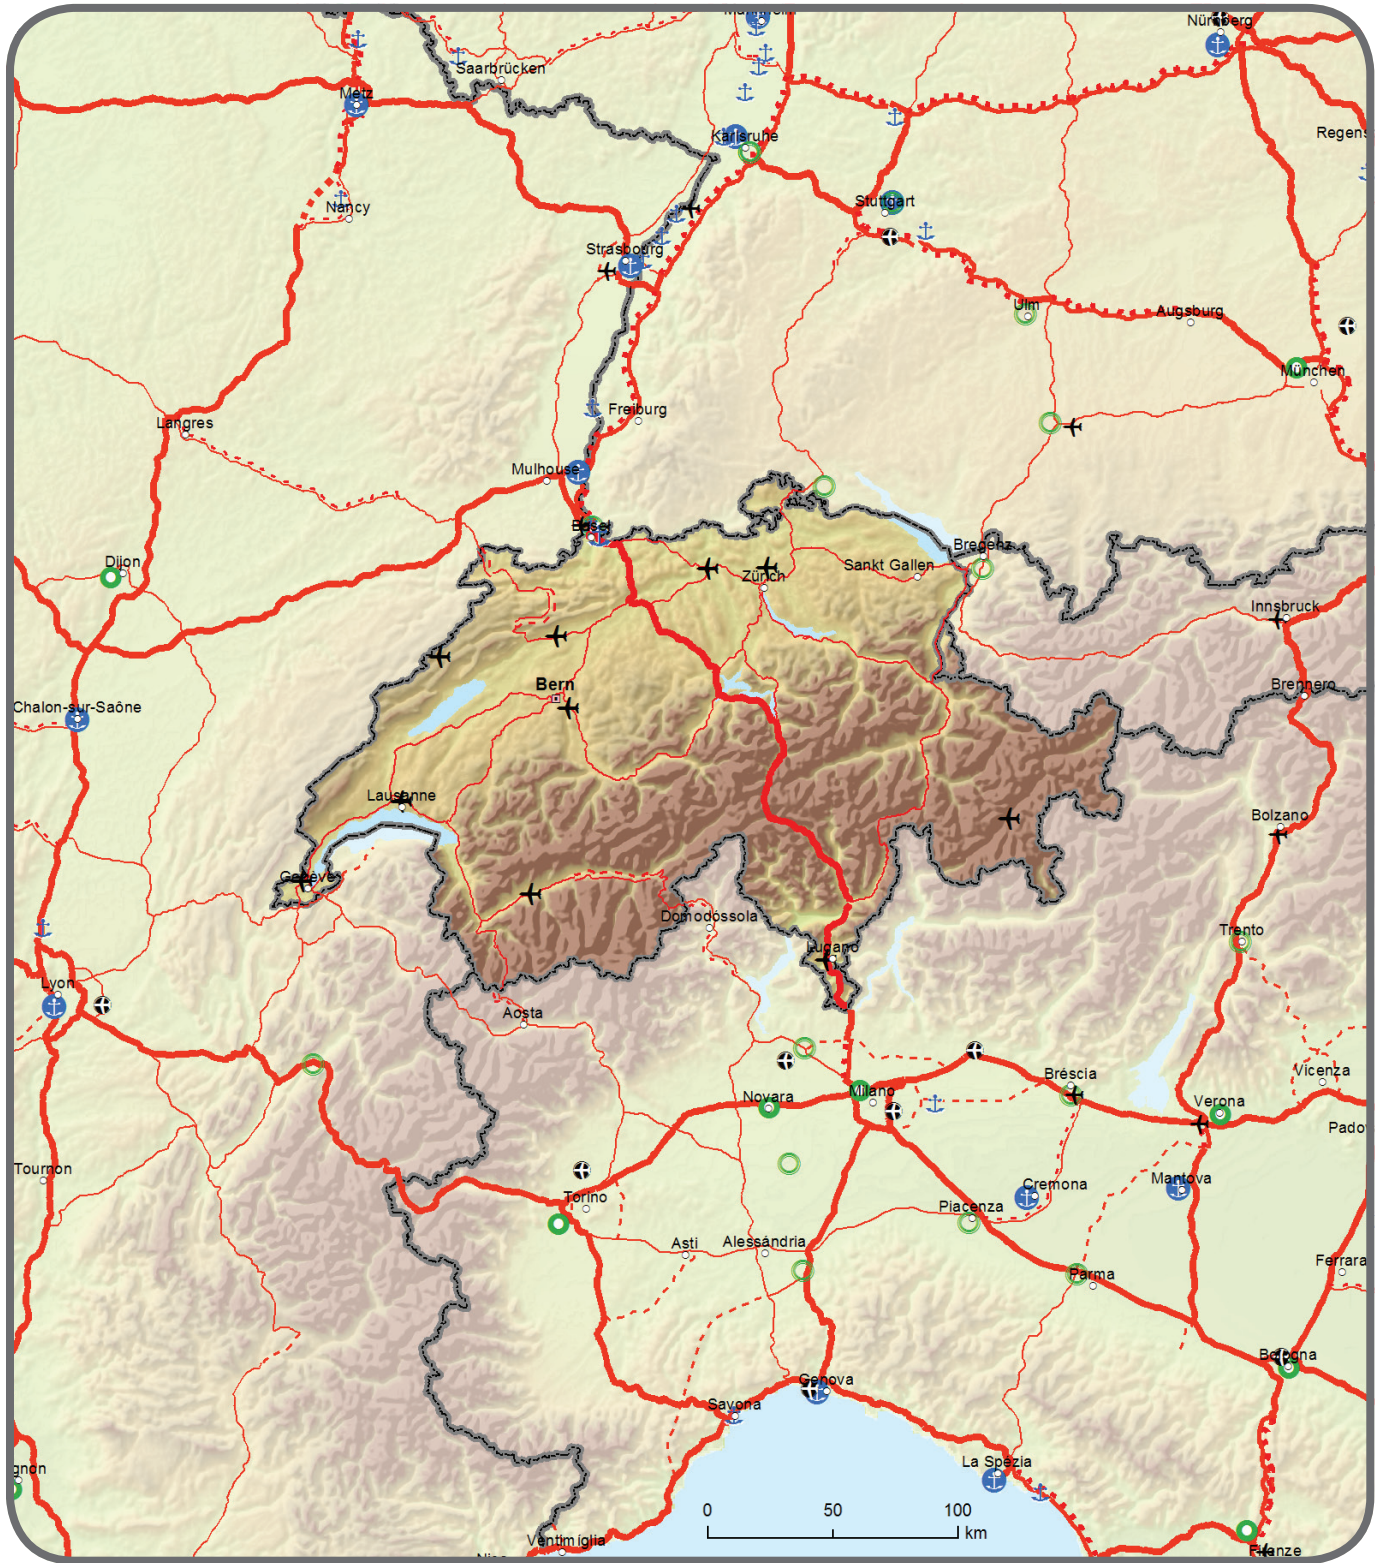 Nürnberg
Saarbrücken
Metz
Karlsruhe
Regens
Stuttgart
Nancy
Strasbourg
Ulm
Augsburg
München
Freiburg
Langres
Mulhouse
Basel
Bregenz
Dijon
Sankt Gallen
Zürich
Innsbruck
Bern
Brennero
Chalon-sur-Saône
Lausanne
Bolzano
Genève
Domodossola
Trento
Lugano
Lyon
Aosta
Bréscia
Vicenza
Milano
Novara
Verona
Padov
Tournon
Mantova
Cremona
Torino
Piacenza
Asti
Alessándria
Ferrara
Parma
Bologna
Genova
Savona
La Spezia
gnon
0 50 100
km
Ventimiglia
Firenze